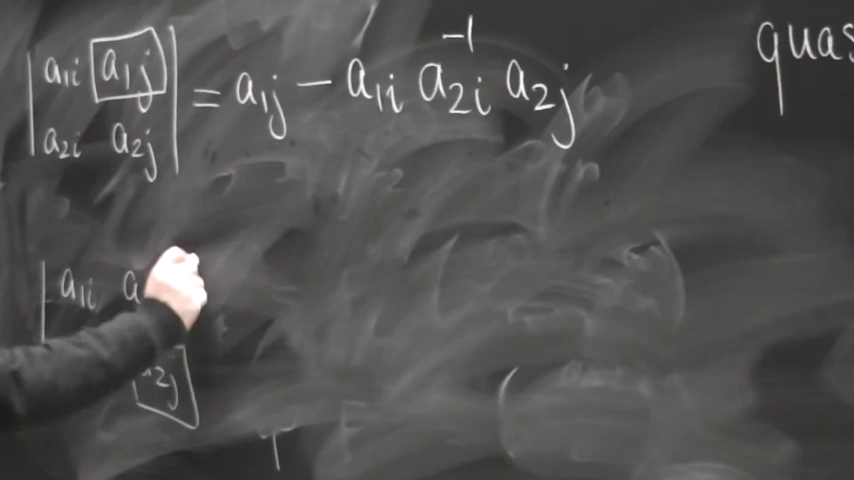 | a₁ᵢ a₁ⱼ | = a₁ⱼ − a₁ᵢ a₂ᵢ⁻¹ a₂ⱼ
| a₂ᵢ a₂ⱼ |
quas
| a₁ᵢ a
a₂ⱼ